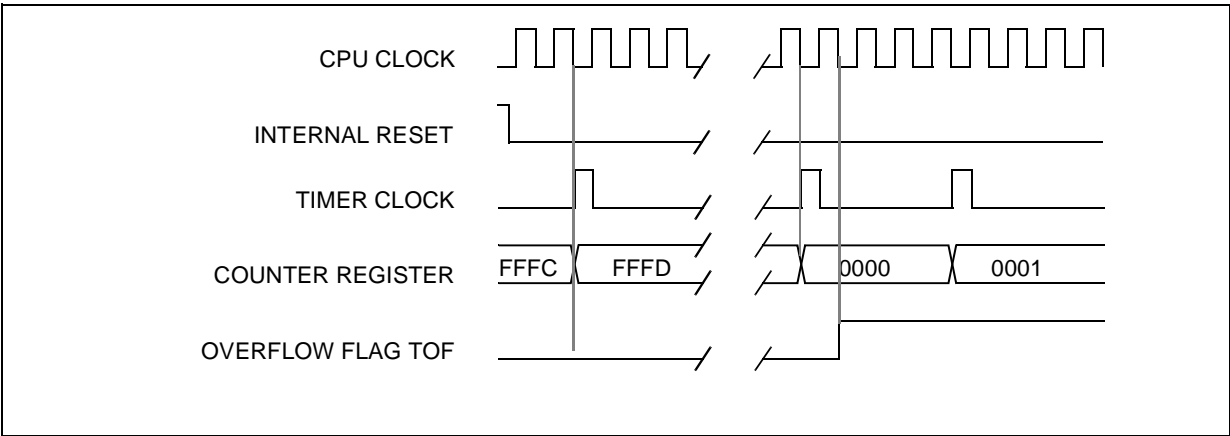 CPU CLOCK
INTERNAL RESET
TIMER CLOCK
COUNTER REGISTER FFFC FFFD 0000 0001
OVERFLOW FLAG TOF